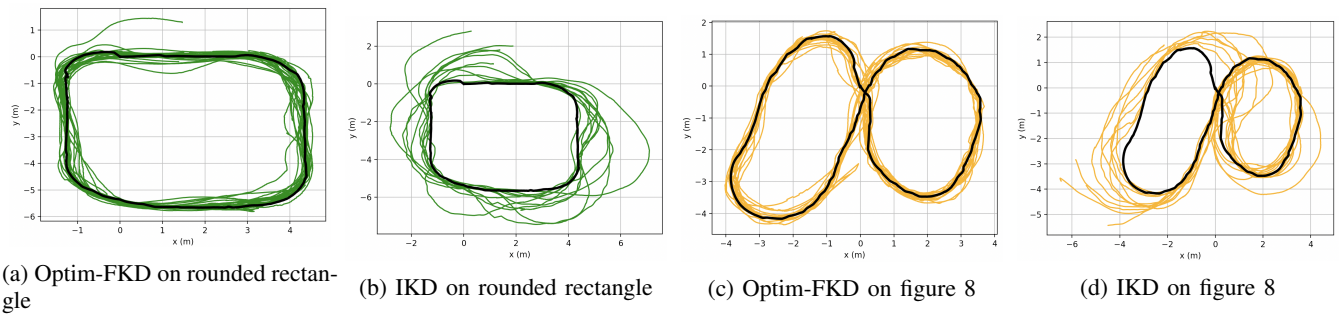 1
0
−1
−2
−3
−4
−5
−6
y (m)
−1 0 1 2 3 4
x (m)
(a) Optim-FKD on rounded rectan-
gle
2
0
−2
−4
−6
y (m)
−2 0 2 4 6
x (m)
(b) IKD on rounded rectangle
2
1
0
−1
−2
−3
−4
y (m)
−4 −3 −2 −1 0 1 2 3 4
x (m)
(c) Optim-FKD on figure 8
2
1
0
−1
−2
−3
−4
−5
y (m)
−6 −4 −2 0 2 4
x (m)
(d) IKD on figure 8